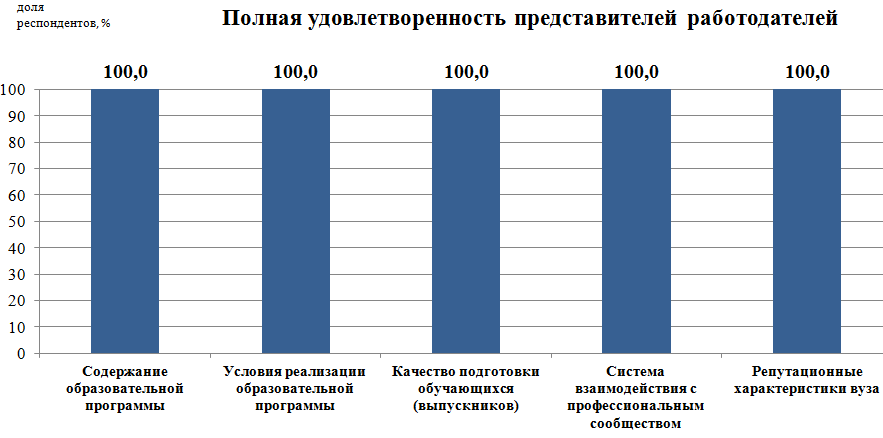 доля
респондентов, %
Полная удовлетворенность представителей работодателей
100,0 100,0 100,0 100,0 100,0
100
90
80
70
60
50
40
30
20
10
0
Содержание
образовательной
программы
Условия реализации
образовательной
программы
Качество подготовки
обучающихся
(выпускников)
Система
взаимодействия с
профессиональным
сообществом
Репутационные
характеристики вуза